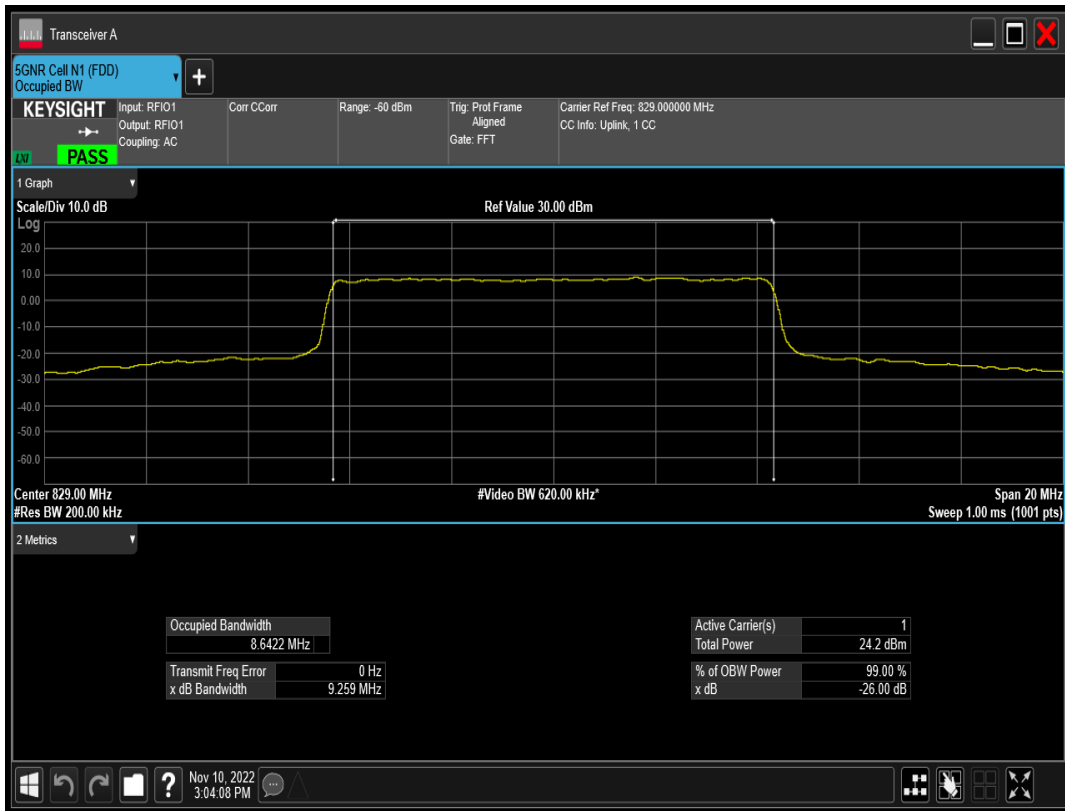 Transceiver A
5GNR Cell N1 (FDD)
Occupied BW
KEYSIGHT
LXI
PASS
Input: RFIO1
Output: RFIO1
Coupling: AC
Corr CCorr
Range: -60 dBm
Trig: Prot Frame
Aligned
Gate: FFT
Carrier Ref Freq: 829.000000 MHz
CC Info: Uplink, 1 CC
1 Graph
Scale/Div 10.0 dB
Ref Value 30.00 dBm
Log
20.0
10.0
0.00
-10.0
-20.0
-30.0
-40.0
-50.0
-60.0
Center 829.00 MHz
#Video BW 620.00 kHz*
Span 20 MHz
#Res BW 200.00 kHz
Sweep 1.00 ms (1001 pts)
2 Metrics
Occupied Bandwidth
8.6422 MHz
Transmit Freq Error 0 Hz
x dB Bandwidth 9.259 MHz
Active Carrier(s) 1
Total Power 24.2 dBm
% of OBW Power 99.00 %
x dB -26.00 dB
?
Nov 10, 2022
3:04:08 PM